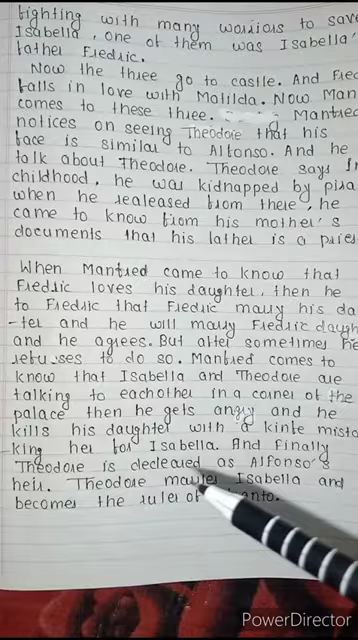 fighting with many worriors to save
Isabella, one of them was Isabella's
father Fredric.
Now the three go to castle. And Fred
falls in love with Matilda. Now Man
comes to these three. Mantred
notices on seeing Theodore that his
face is similar to Alfonso. And he
talk about Theodore. Theodore says In
childhood, he was kidnapped by pira
when he realeased from there, he
came to know from his mother's
documents that his father is a pries
When Manfred came to know that
Fredric loves his daughter, then he
to Fredric that Fredric marry his da
-ter and he will marry Fredric daugh
and he agrees. But after sometimes Fre
refuses to do so. Manfred comes to
know that Isabella and Theodore are
talking to eachother in a corner of the
palace then he gets angry and he
kills his daughter with a knife mista
-king her for Isabella. And finally
Theodore is decleared as Alfonso's
heir. Theodore marries Isabella and
becomes the ruler of
PowerDirector